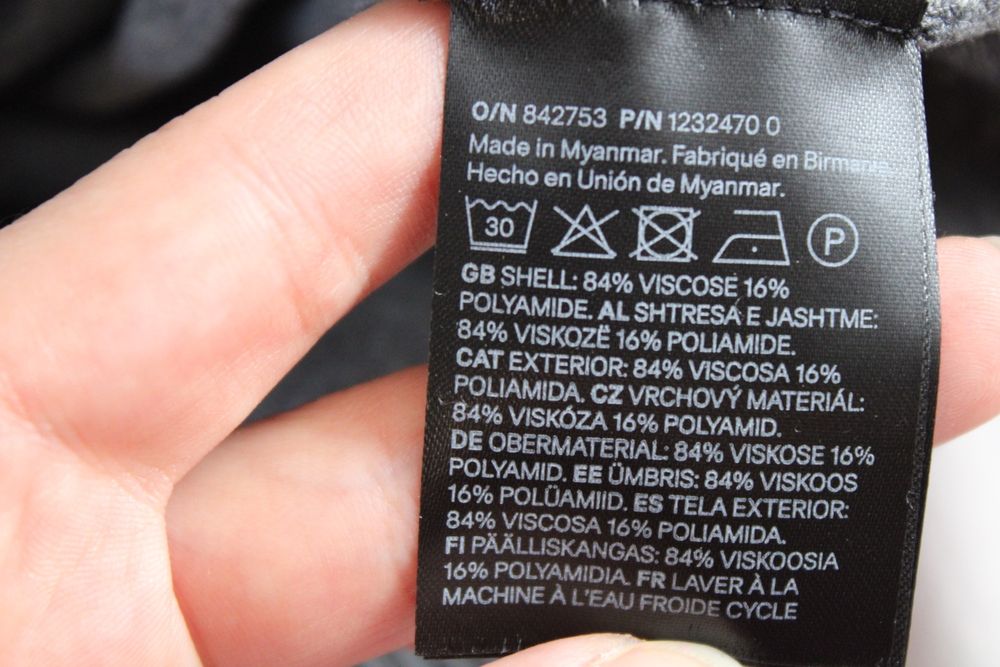 O/N 842753 P/N 1232470 0
Made in Myanmar. Fabriqué en Birmanie.
Hecho en Unión de Myanmar.
30 P
GB SHELL: 84% VISCOSE 16%
POLYAMIDE. AL SHTRESA E JASHTME:
84% VISKOZË 16% POLIAMIDE.
CAT EXTERIOR: 84% VISCOSA 16%
POLIAMIDA. CZ VRCHOVÝ MATERIÁL:
84% VISKÓZA 16% POLYAMID.
DE OBERMATERIAL: 84% VISKOSE 16%
POLYAMID. EE ÜMBRIS: 84% VISKOOS
16% POLÜAMIID. ES TELA EXTERIOR:
84% VISCOSA 16% POLIAMIDA.
FI PÄÄLLISKANGAS: 84% VISKOOSIA
16% POLYAMIDIA. FR LAVER À LA
MACHINE À L'EAU FROIDE CYCLE